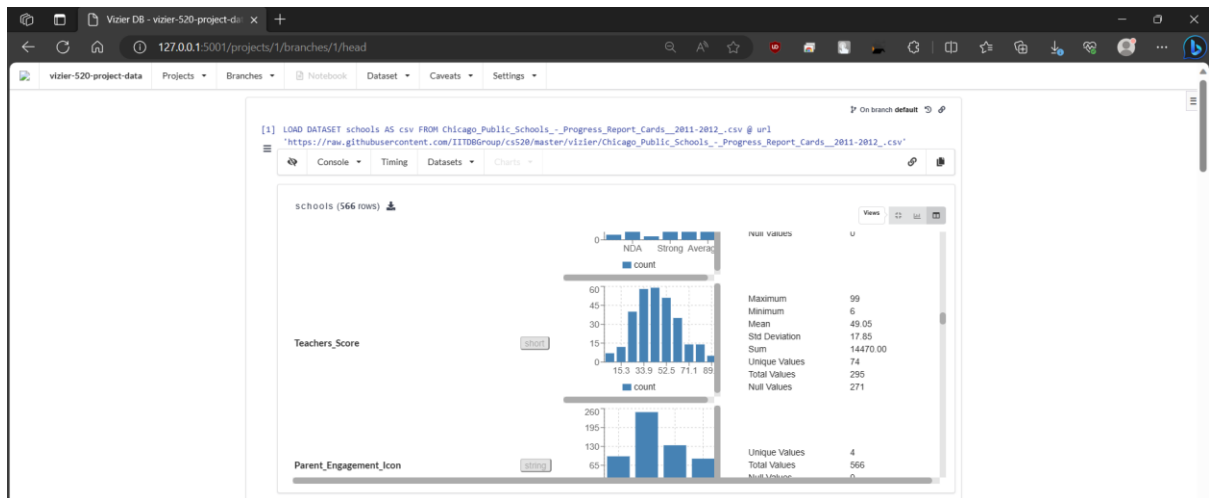 Vizier DB - vizier-520-project-dat
127.0.0.1:5001/projects/1/branches/1/head
vizier-520-project-data Projects Branches Notebook Dataset Caveats Settings
On branch default
[1] LOAD DATASET schools AS csv FROM Chicago_Public_Schools_-_Progress_Report_Cards__2011-2012_.csv @ url
'https://raw.githubusercontent.com/IITDBGroup/cs520/master/vizier/Chicago_Public_Schools_-_Progress_Report_Cards__2011-2012_.csv'
Console Timing Datasets Charts
schools (566 rows)
Views
0
NDA Strong Averag
count
Null Values 0
Teachers_Score
short
60
45
30
15
0
15.3 33.9 52.5 71.1 89.
count
Maximum 99
Minimum 6
Mean 49.05
Std Deviation 17.85
Sum 14470.00
Unique Values 74
Total Values 295
Null Values 271
Parent_Engagement_Icon
string
260
195
130
65
Unique Values 4
Total Values 566
Null Values 0